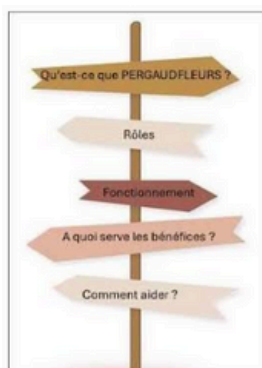 Qu'est-ce que PERGAUDFLEURS ?
Rôles
Fonctionnement
A quoi serve les bénéfices ?
Comment aider ?